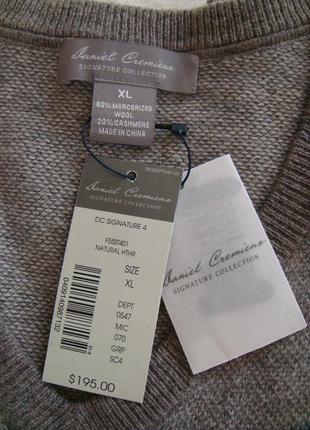 Daniel Cremieux
SIGNATURE COLLECTION
XL
80% MERCERIZED
WOOL
20% CASHMERE
MADE IN CHINA
Daniel Cremieux
SIGNATURE COLLECTION
DC SIGNATURE 4
F55ST401
NATURAL HTHR
SIZE
XL
DEPT
0547
MIC
070
GRP
SC4
$195.00
Daniel Cremieux
SIGNATURE COLLECTION